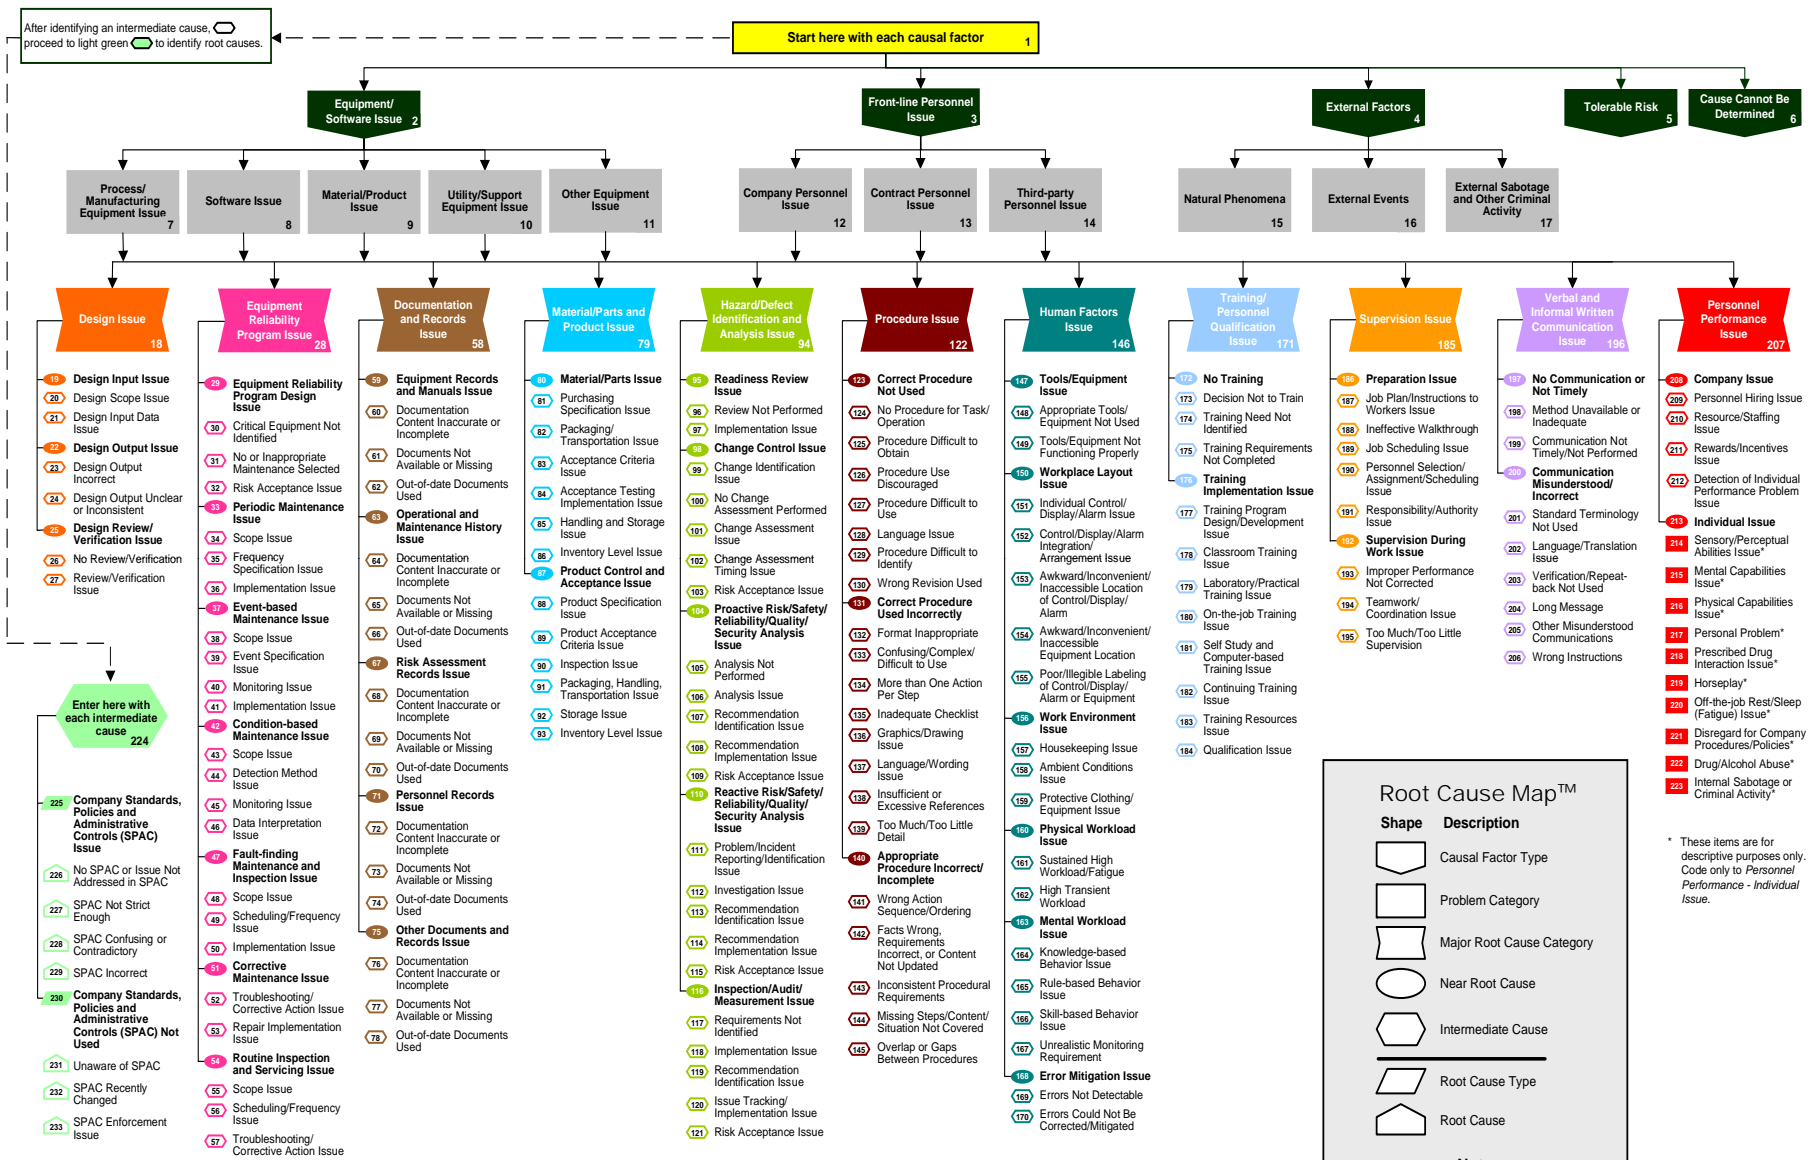 After identifying an intermediate cause,
proceed to light green to identify root causes.
Start here with each causal factor 1
Equipment/
Software Issue 2
Front-line Personnel
Issue 3
External Factors
4
Tolerable Risk
5
Cause Cannot Be
Determined
6
Process/
Manufacturing
Equipment Issue
7
Software Issue
8
Material/Product
Issue
9
Utility/Support
Equipment Issue
10
Other Equipment
Issue
11
Company Personnel
Issue
12
Contract Personnel
Issue
13
Third-party
Personnel Issue
14
Natural Phenomena
15
External Events
16
External Sabotage
and Other Criminal
Activity
17
Design Issue
18
19 Design Input Issue
20 Design Scope Issue
21 Design Input Data
Issue
22 Design Output Issue
23 Design Output
Incorrect
24 Design Output Unclear
or Inconsistent
25 Design Review/
Verification Issue
26 No Review/Verification
27 Review/Verification
Issue
Enter here with
each intermediate
cause
224
225 Company Standards,
Policies and
Administrative
Controls (SPAC)
Issue
226 No SPAC or Issue Not
Addressed in SPAC
227 SPAC Not Strict
Enough
228 SPAC Confusing or
Contradictory
229 SPAC Incorrect
230 Company Standards,
Policies and
Administrative
Controls (SPAC) Not
Used
231 Unaware of SPAC
232 SPAC Recently
Changed
233 SPAC Enforcement
Issue
Equipment
Reliability
Program Issue 28
29 Equipment Reliability
Program Design
Issue
30 Critical Equipment Not
Identified
31 No or Inappropriate
Maintenance Selected
32 Risk Acceptance Issue
33 Periodic Maintenance
Issue
34 Scope Issue
35 Frequency
Specification Issue
36 Implementation Issue
37 Event-based
Maintenance Issue
38 Scope Issue
39 Event Specification
Issue
40 Monitoring Issue
41 Implementation Issue
42 Condition-based
Maintenance Issue
43 Scope Issue
44 Detection Method
Issue
45 Monitoring Issue
46 Data Interpretation
Issue
47 Fault-finding
Maintenance and
Inspection Issue
48 Scope Issue
49 Scheduling/Frequency
Issue
50 Implementation Issue
51 Corrective
Maintenance Issue
52 Troubleshooting/
Corrective Action Issue
53 Repair Implementation
Issue
54 Routine Inspection
and Servicing Issue
55 Scope Issue
56 Scheduling/Frequency
Issue
57 Troubleshooting/
Corrective Action Issue
Documentation
and Records
Issue
58
59 Equipment Records
and Manuals Issue
60 Documentation
Content Inaccurate or
Incomplete
61 Documents Not
Available or Missing
62 Out-of-date Documents
Used
63 Operational and
Maintenance History
Issue
64 Documentation
Content Inaccurate or
Incomplete
65 Documents Not
Available or Missing
66 Out-of-date Documents
Used
67 Risk Assessment
Records Issue
68 Documentation
Content Inaccurate or
Incomplete
69 Documents Not
Available or Missing
70 Out-of-date Documents
Used
71 Personnel Records
Issue
72 Documentation
Content Inaccurate or
Incomplete
73 Documents Not
Available or Missing
74 Out-of-date Documents
Used
75 Other Documents and
Records Issue
76 Documentation
Content Inaccurate or
Incomplete
77 Documents Not
Available or Missing
78 Out-of-date Documents
Used
Material/Parts and
Product Issue
79
80 Material/Parts Issue
81 Purchasing
Specification Issue
82 Packaging/
Transportation Issue
83 Acceptance Criteria
Issue
84 Acceptance Testing
Implementation Issue
85 Handling and Storage
Issue
86 Inventory Level Issue
87 Product Control and
Acceptance Issue
88 Product Specification
Issue
89 Product Acceptance
Criteria Issue
90 Inspection Issue
91 Packaging, Handling,
Transportation Issue
92 Storage Issue
93 Inventory Level Issue
Hazard/Defect
Identification and
Analysis Issue
94
95 Readiness Review
Issue
96 Review Not Performed
97 Implementation Issue
98 Change Control Issue
99 Change Identification
Issue
100 No Change
Assessment Performed
101 Change Assessment
Issue
102 Change Assessment
Timing Issue
103 Risk Acceptance Issue
104 Proactive Risk/Safety/
Reliability/Quality/
Security Analysis
Issue
105 Analysis Not
Performed
106 Analysis Issue
107 Recommendation
Identification Issue
108 Recommendation
Implementation Issue
109 Risk Acceptance Issue
110 Reactive Risk/Safety/
Reliability/Quality/
Security Analysis
Issue
111 Problem/Incident
Reporting/Identification
Issue
112 Investigation Issue
113 Recommendation
Identification Issue
114 Recommendation
Implementation Issue
115 Risk Acceptance Issue
116 Inspection/Audit/
Measurement Issue
117 Requirements Not
Identified
118 Implementation Issue
119 Recommendation
Identification Issue
120 Issue Tracking/
Implementation Issue
121 Risk Acceptance Issue
Procedure Issue
122
123 Correct Procedure
Not Used
124 No Procedure for Task/
Operation
125 Procedure Difficult to
Obtain
126 Procedure Use
Discouraged
127 Procedure Difficult to
Use
128 Language Issue
129 Procedure Difficult to
Identify
130 Wrong Revision Used
131 Correct Procedure
Used Incorrectly
132 Format Inappropriate
133 Confusing/Complex/
Difficult to Use
134 More than One Action
Per Step
135 Inadequate Checklist
136 Graphics/Drawing
Issue
137 Language/Wording
Issue
138 Insufficient or
Excessive References
139 Too Much/Too Little
Detail
140 Appropriate
Procedure Incorrect/
Incomplete
141 Wrong Action
Sequence/Ordering
142 Facts Wrong,
Requirements
Incorrect, or Content
Not Updated
143 Inconsistent Procedural
Requirements
144 Missing Steps/Content/
Situation Not Covered
145 Overlap or Gaps
Between Procedures
Human Factors
Issue
146
147 Tools/Equipment
Issue
148 Appropriate Tools/
Equipment Not Used
149 Tools/Equipment Not
Functioning Properly
150 Workplace Layout
Issue
151 Individual Control/
Display/Alarm Issue
152 Control/Display/Alarm
Integration/
Arrangement Issue
153 Awkward/Inconvenient/
Inaccessible Location
of Control/Display/
Alarm
154 Awkward/Inconvenient/
Inaccessible
Equipment Location
155 Poor/Illegible Labeling
of Control/Display/
Alarm or Equipment
156 Work Environment
Issue
157 Housekeeping Issue
158 Ambient Conditions
Issue
159 Protective Clothing/
Equipment Issue
160 Physical Workload
Issue
161 Sustained High
Workload/Fatigue
162 High Transient
Workload
163 Mental Workload
Issue
164 Knowledge-based
Behavior Issue
165 Rule-based Behavior
Issue
166 Skill-based Behavior
Issue
167 Unrealistic Monitoring
Requirement
168 Error Mitigation Issue
169 Errors Not Detectable
170 Errors Could Not Be
Corrected/Mitigated
Training/
Personnel
Qualification
Issue 171
172 No Training
173 Decision Not to Train
174 Training Need Not
Identified
175 Training Requirements
Not Completed
176 Training
Implementation Issue
177 Training Program
Design/Development
Issue
178 Classroom Training
Issue
179 Laboratory/Practical
Training Issue
180 On-the-job Training
Issue
181 Self Study and
Computer-based
Training Issue
182 Continuing Training
Issue
183 Training Resources
Issue
184 Qualification Issue
Supervision Issue
185
186 Preparation Issue
187 Job Plan/Instructions to
Workers Issue
188 Ineffective Walkthrough
189 Job Scheduling Issue
190 Personnel Selection/
Assignment/Scheduling
Issue
191 Responsibility/Authority
Issue
192 Supervision During
Work Issue
193 Improper Performance
Not Corrected
194 Teamwork/
Coordination Issue
195 Too Much/Too Little
Supervision
Verbal and
Informal Written
Communication
Issue 196
197 No Communication or
Not Timely
198 Method Unavailable or
Inadequate
199 Communication Not
Timely/Not Performed
200 Communication
Misunderstood/
Incorrect
201 Standard Terminology
Not Used
202 Language/Translation
Issue
203 Verification/Repeat-
back Not Used
204 Long Message
205 Other Misunderstood
Communications
206 Wrong Instructions
Personnel
Performance
Issue
207
208 Company Issue
209 Personnel Hiring Issue
210 Resource/Staffing
Issue
211 Rewards/Incentives
Issue
212 Detection of Individual
Performance Problem
Issue
213 Individual Issue
214 Sensory/Perceptual
Abilities Issue*
215 Mental Capabilities
Issue*
216 Physical Capabilities
Issue*
217 Personal Problem*
218 Prescribed Drug
Interaction Issue*
219 Horseplay*
220 Off-the-job Rest/Sleep
(Fatigue) Issue*
221 Disregard for Company
Procedures/Policies*
222 Drug/Alcohol Abuse*
223 Internal Sabotage or
Criminal Activity*
* These items are for
descriptive purposes only.
Code only to Personnel
Performance - Individual
Issue.
Root Cause Map™
Shape Description
Causal Factor Type
Problem Category
Major Root Cause Category
Near Root Cause
Intermediate Cause
Root Cause Type
Root Cause